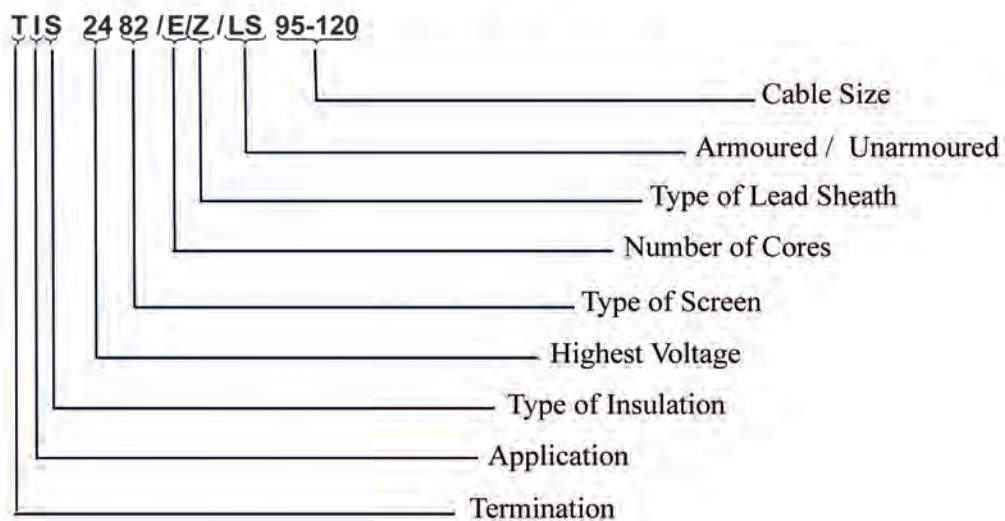 TIS 2482 /E/Z/LS 95-120
Cable Size
Armoured / Unarmoured
Type of Lead Sheath
Number of Cores
Type of Screen
Highest Voltage
Type of Insulation
Application
Termination